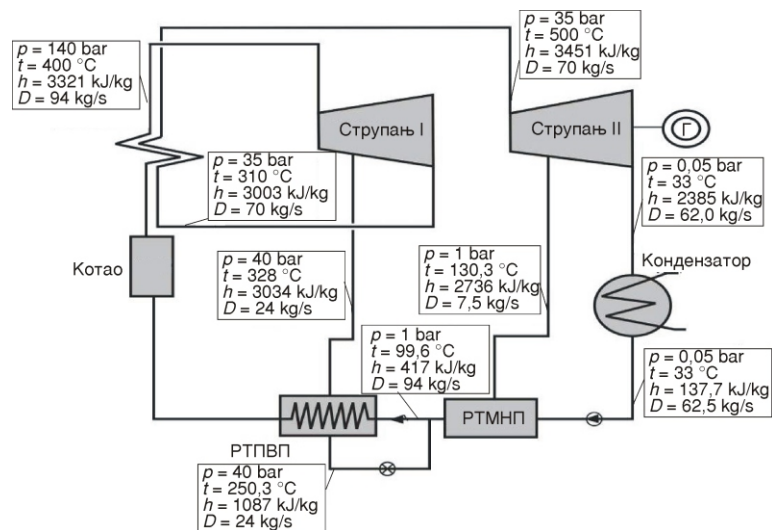 p = 140 bar
t = 400 °C
h = 3321 kJ/kg
D = 94 kg/s
p = 35 bar
t = 500 °C
h = 3451 kJ/kg
D = 70 kg/s
Струпањ I
Струпањ II
Г
p = 35 bar
t = 310 °C
h = 3003 kJ/kg
D = 70 kg/s
p = 0,05 bar
t = 33 °C
h = 2385 kJ/kg
D = 62,0 kg/s
Котао
p = 40 bar
t = 328 °C
h = 3034 kJ/kg
D = 24 kg/s
p = 1 bar
t = 130,3 °C
h = 2736 kJ/kg
D = 7,5 kg/s
Кондензатор
p = 1 bar
t = 99,6 °C
h = 417 kJ/kg
D = 94 kg/s
p = 0,05 bar
t = 33 °C
h = 137,7 kJ/kg
D = 62,5 kg/s
РТМНП
РТПВП
p = 40 bar
t = 250,3 °C
h = 1087 kJ/kg
D = 24 kg/s